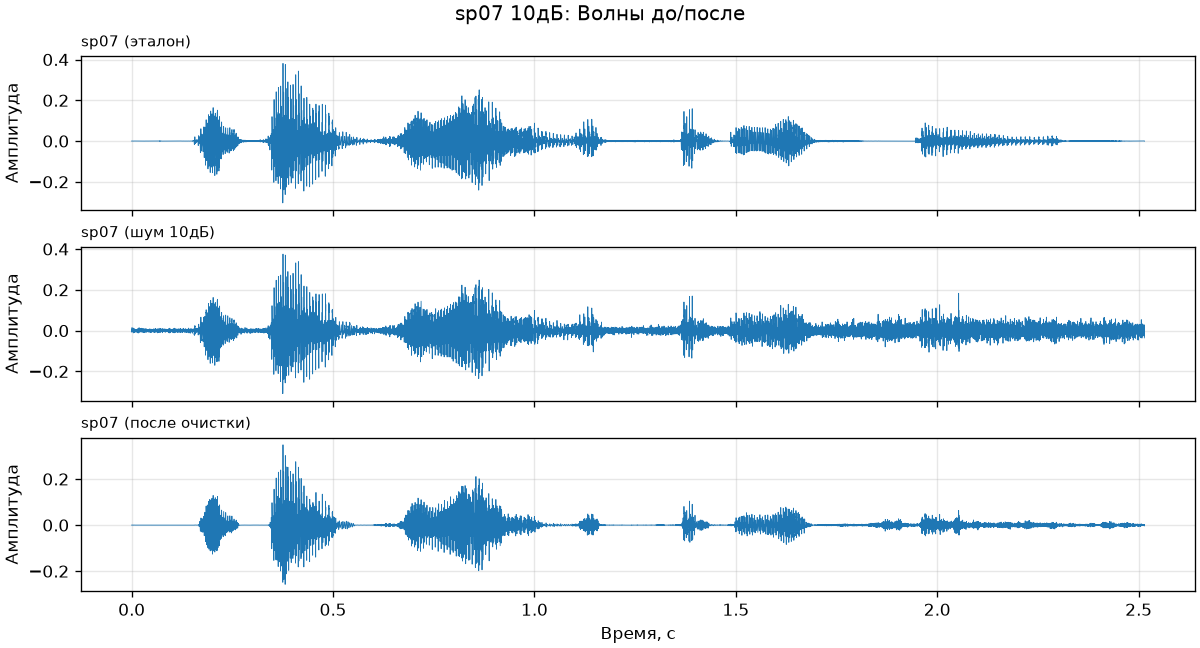 sp07 10дБ: Волны до/после
sp07 (эталон)
Амплитуда
0.4
0.2
0.0
−0.2
sp07 (шум 10дБ)
Амплитуда
0.4
0.2
0.0
−0.2
sp07 (после очистки)
Амплитуда
0.2
0.0
−0.2
0.0 0.5 1.0 1.5 2.0 2.5
Время, с